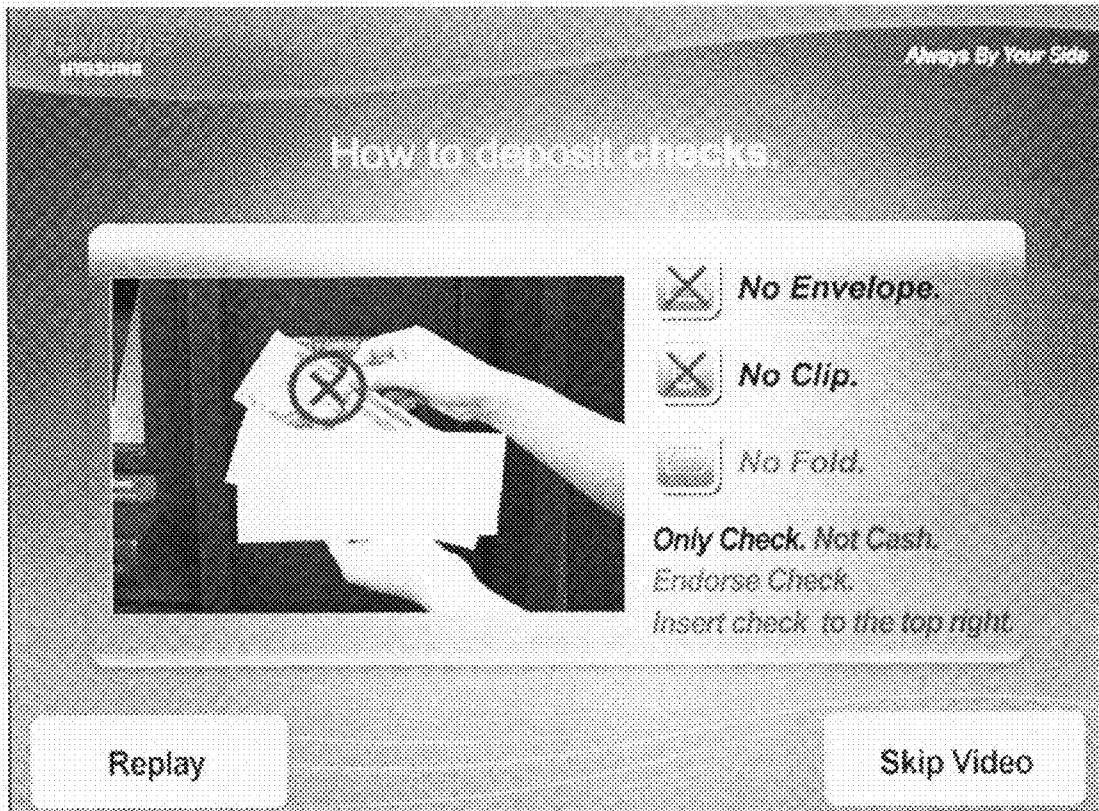 HYOSUNG
Always By Your Side
How to deposit checks.
No Envelope.
No Clip.
No Fold.
Only Check. Not Cash.
Endorse Check.
Insert check to the top right.
Replay
Skip Video